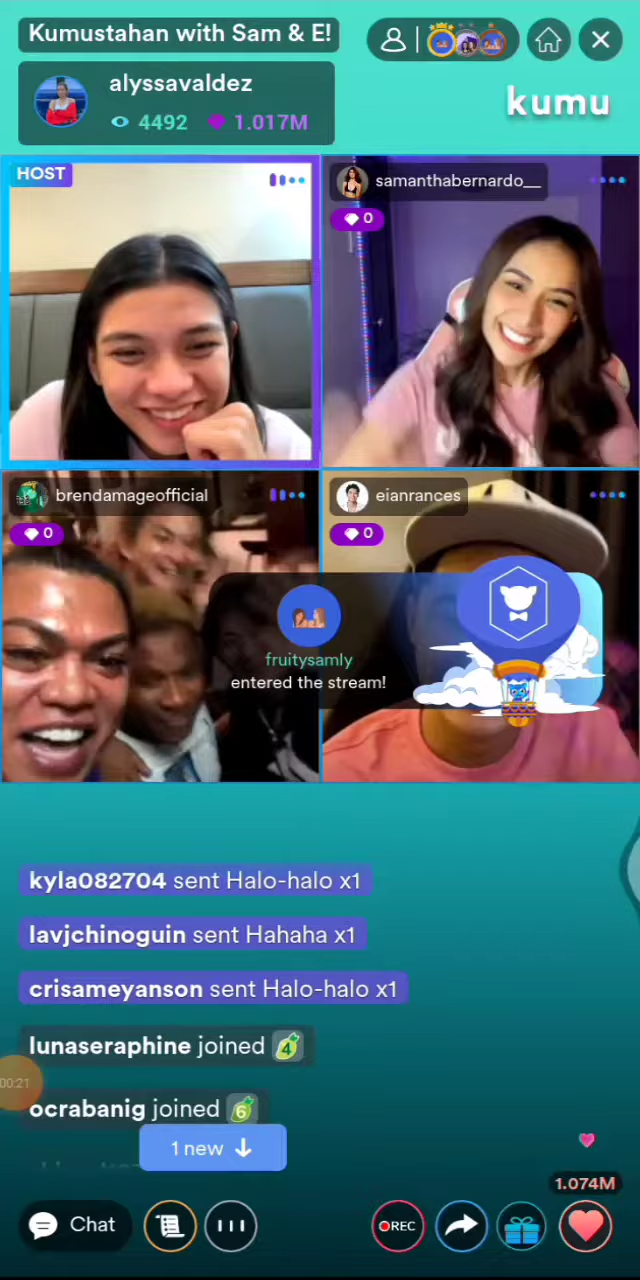 Kumustahan with Sam & E!
alyssavaldez
4492 1.017M
kumu
HOST
samanthabernardo__
0
brendamageofficial
0
eianrances
0
fruitysamly
entered the stream!
kyla082704 sent Halo-halo x1
lavjchinoguin sent Hahaha x1
crisameyanson sent Halo-halo x1
lunaseraphine joined 4
00:21
ocrabanig joined 6
1 new
1.074M
Chat
REC